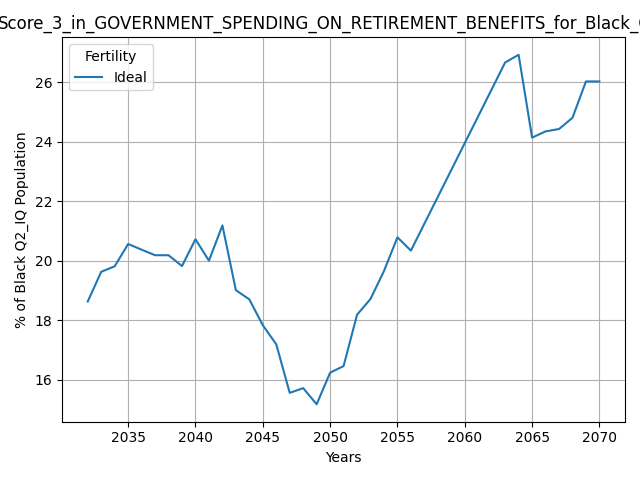 Score_3_in_GOVERNMENT_SPENDING_ON_RETIREMENT_BENEFITS_for_Black_
Fertility
Ideal
% of Black Q2_IQ Population
26
24
22
20
18
16
2035 2040 2045 2050 2055 2060 2065 2070
Years